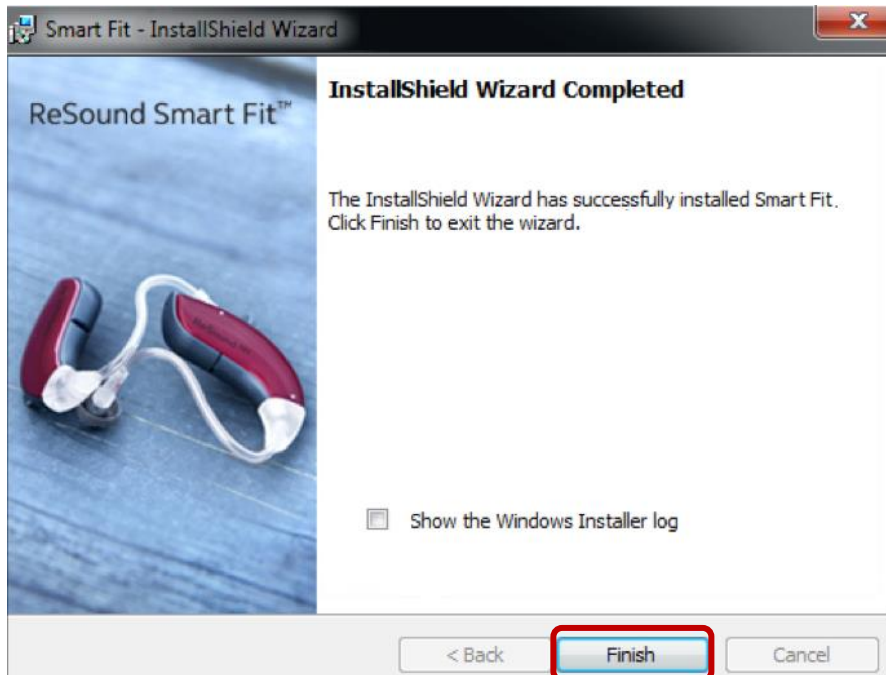 Smart Fit - InstallShield Wizard
ReSound Smart Fit™
InstallShield Wizard Completed
The InstallShield Wizard has successfully installed Smart Fit.
Click Finish to exit the wizard.
Show the Windows Installer log
< Back
Finish
Cancel